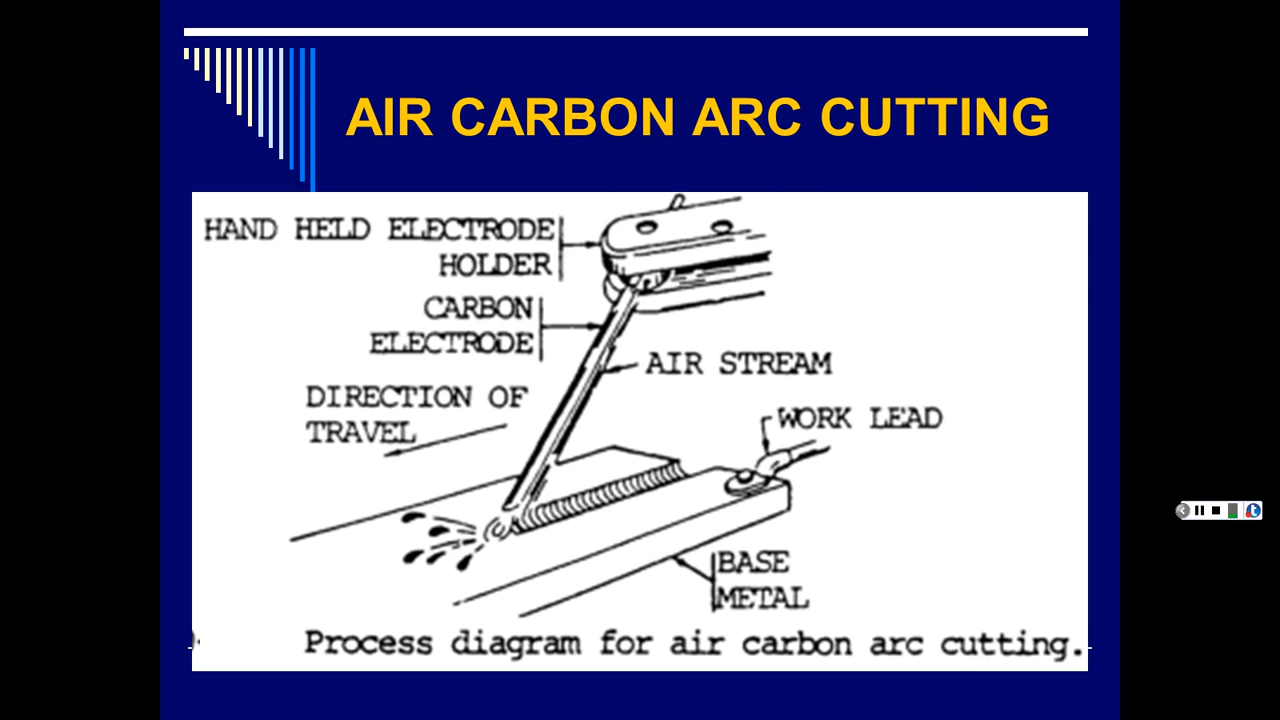 AIR CARBON ARC CUTTING
HAND HELD ELECTRODE
HOLDER
CARBON
ELECTRODE
AIR STREAM
DIRECTION OF
TRAVEL
WORK LEAD
BASE
METAL
Process diagram for air carbon arc cutting.